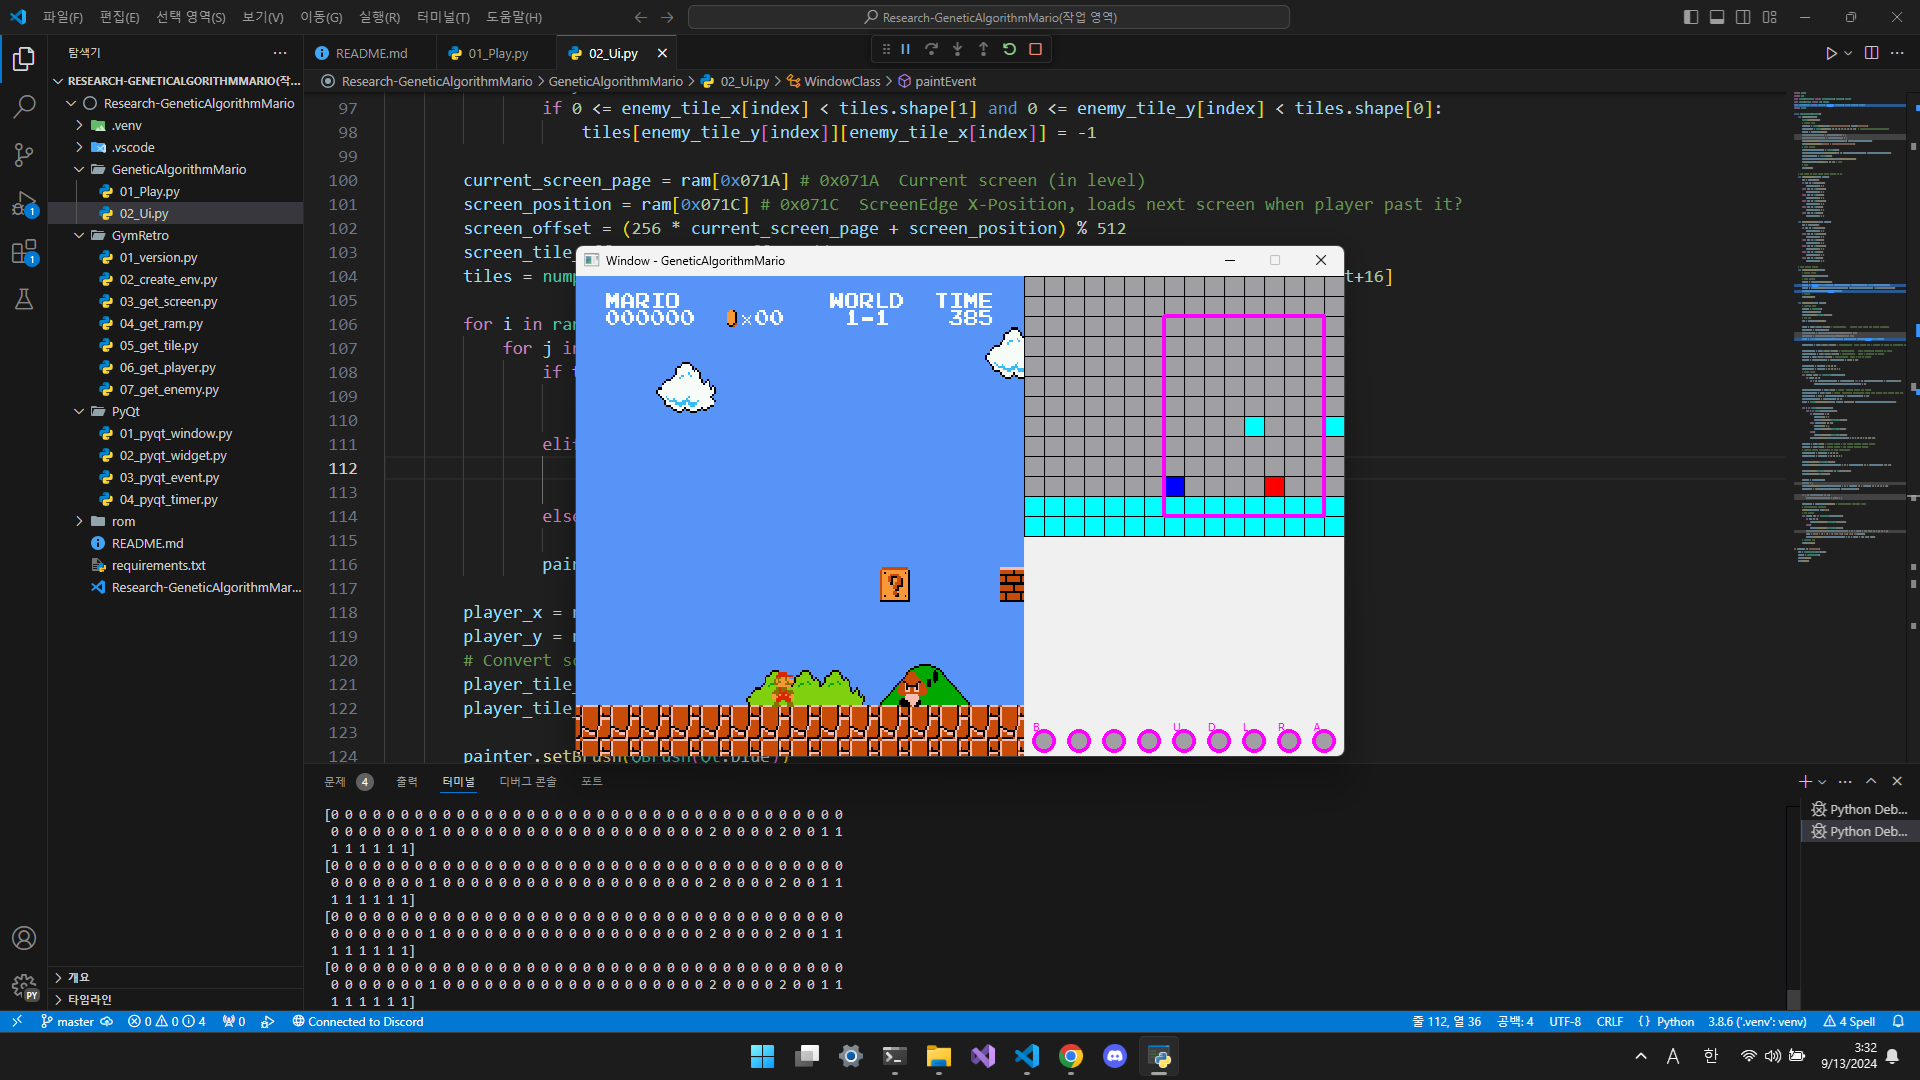 파일(F) 편집(E) 선택 영역(S) 보기(V) 이동(G) 실행(R) 터미널(T) 도움말(H)
Research-GeneticAlgorithmMario(작업 영역)
탐색기
RESEARCH-GENETICALGORITHMMARIO(작...
Research-GeneticAlgorithmMario
.venv
.vscode
GeneticAlgorithmMario
01_Play.py
02_Ui.py
GymRetro
01_version.py
02_create_env.py
03_get_screen.py
04_get_ram.py
05_get_tile.py
06_get_player.py
07_get_enemy.py
PyQt
01_pyqt_window.py
02_pyqt_widget.py
03_pyqt_event.py
04_pyqt_timer.py
rom
README.md
requirements.txt
Research-GeneticAlgorithmMar...
개요
타임라인
1
1
PY
README.md 01_Play.py 02_Ui.py
Research-GeneticAlgorithmMario > GeneticAlgorithmMario > 02_Ui.py > WindowClass > paintEvent
97 if 0 <= enemy_tile_x[index] < tiles.shape[1] and 0 <= enemy_tile_y[index] < tiles.shape[0]:
98 tiles[enemy_tile_y[index]][enemy_tile_x[index]] = -1
99
100 current_screen_page = ram[0x071A] # 0x071A  Current screen (in level)
101 screen_position = ram[0x071C] # 0x071C  ScreenEdge X-Position, loads next screen when player past it?
102 screen_offset = (256 * current_screen_page + screen_position) % 512
103 screen_tile_
104 tiles = num t+16]
105
106 for i in ra
107 for j i
108 if
109
110
111 eli
112
113
114 else
115
116 pai
117
118 player_x =
119 player_y =
120 # Convert s
121 player_tile_
122 player_tile_
123
124 painter.setBrush(QBrush(Qt.blue))
Window - GeneticAlgorithmMario
MARIO WORLD TIME
000000 ×00 1-1 385
?
B U D L R A
문제 4 출력 터미널 디버그 콘솔 포트
[0 0 0 0 0 0 0 0 0 0 0 0 0 0 0 0 0 0 0 0 0 0 0 0 0 0 0 0 0 0 0 0 0 0 0 0 0
0 0 0 0 0 0 0 1 0 0 0 0 0 0 0 0 0 0 0 0 0 0 0 0 0 0 0 2 0 0 0 0 2 0 0 1 1
1 1 1 1 1 1]
[0 0 0 0 0 0 0 0 0 0 0 0 0 0 0 0 0 0 0 0 0 0 0 0 0 0 0 0 0 0 0 0 0 0 0 0 0
0 0 0 0 0 0 0 1 0 0 0 0 0 0 0 0 0 0 0 0 0 0 0 0 0 0 0 2 0 0 0 0 2 0 0 1 1
1 1 1 1 1 1]
[0 0 0 0 0 0 0 0 0 0 0 0 0 0 0 0 0 0 0 0 0 0 0 0 0 0 0 0 0 0 0 0 0 0 0 0 0
0 0 0 0 0 0 0 1 0 0 0 0 0 0 0 0 0 0 0 0 0 0 0 0 0 0 0 2 0 0 0 0 2 0 0 1 1
1 1 1 1 1 1]
[0 0 0 0 0 0 0 0 0 0 0 0 0 0 0 0 0 0 0 0 0 0 0 0 0 0 0 0 0 0 0 0 0 0 0 0 0
0 0 0 0 0 0 0 1 0 0 0 0 0 0 0 0 0 0 0 0 0 0 0 0 0 0 0 2 0 0 0 0 2 0 0 1 1
1 1 1 1 1 1]
Python Deb...
Python Deb...
master 0 0 4 0 Connected to Discord 줄 112, 열 36 공백: 4 UTF-8 CRLF {} Python 3.8.6 ('.venv': venv) 4 Spell
A 한 3:32
9/13/2024